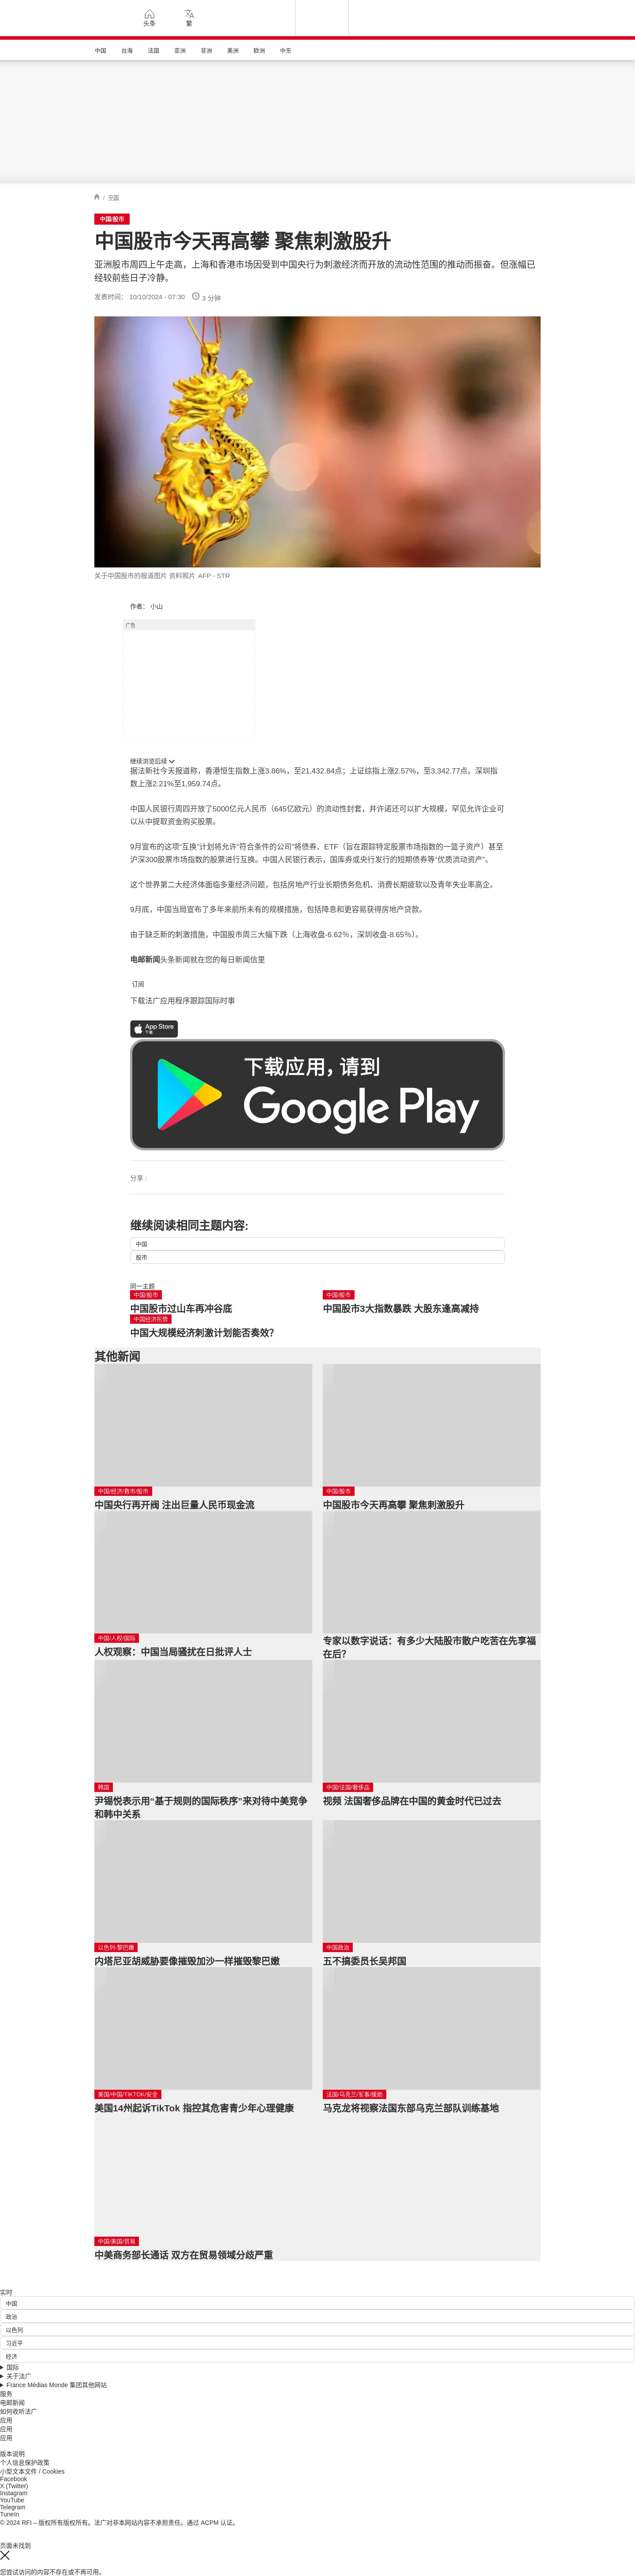 头条
繁
中国
台海
法国
亚洲
非洲
美洲
欧洲
中东
/ 中国
中国/股市
中国股市今天再高攀 聚焦刺激股升
亚洲股市周四上午走高，上海和香港市场因受到中国央行为刺激经济而开放的流动性范围的推动而振奋。但涨幅已
经较前些日子冷静。
发表时间： 10/10/2024 - 07:30
3 分钟
关于中国股市的报道图片 资料照片 AFP - STR
作者： 小山
广告
继续浏览后续
据法新社今天报道称，香港恒生指数上涨3.86%，至21,432.84点；上证综指上涨2.57%，至3,342.77点。深圳指
数上涨2.21%至1,959.74点。
中国人民银行周四开放了5000亿元人民币（645亿欧元）的流动性封套，并许诺还可以扩大规模，罕见允许企业可
以从中提取资金购买股票。
9月宣布的这项“互换”计划将允许“符合条件的公司”将债券、ETF（旨在跟踪特定股票市场指数的一篮子资产）甚至
沪深300股票市场指数的股票进行互换。中国人民银行表示，国库券或央行发行的短期债券等“优质流动资产”。
这个世界第二大经济体面临多重经济问题，包括房地产行业长期债务危机、消费长期疲软以及青年失业率高企。
9月底，中国当局宣布了多年来前所未有的规模措施，包括降息和更容易获得房地产贷款。
由于缺乏新的刺激措施，中国股市周三大幅下跌（上海收盘-6.62％，深圳收盘-8.65%）。
电邮新闻头条新闻就在您的每日新闻信里
订阅
下载法广应用程序跟踪国际时事
App Store
下载
下载应用，请到
Google Play
分享 :
继续阅读相同主题内容:
中国
股市
同一主题
中国/股市
中国股市过山车再冲谷底
中国/股市
中国股市3大指数暴跌 大股东逢高减持
中国经济形势
中国大规模经济刺激计划能否奏效？
其他新闻
中国/经济/救市/股市
中国央行再开阀 注出巨量人民币现金流
中国/股市
中国股市今天再高攀 聚焦刺激股升
中国/人权/国际
人权观察：中国当局骚扰在日批评人士
专家以数字说话：有多少大陆股市散户吃苦在先享福
在后？
韩国
尹锡悦表示用“基于规则的国际秩序”来对待中美竞争
和韩中关系
中国/法国/奢侈品
视频 法国奢侈品牌在中国的黄金时代已过去
以色列·黎巴嫩
内塔尼亚胡威胁要像摧毁加沙一样摧毁黎巴嫩
中国政治
五不搞委员长吴邦国
美国/中国/TIKTOK/安全
美国14州起诉TikTok 指控其危害青少年心理健康
法国/乌克兰/军事/援助
马克龙将视察法国东部乌克兰部队训练基地
中国/美国/贸易
中美商务部长通话 双方在贸易领域分歧严重
实时
中国
政治
以色列
习近平
经济
国际
关于法广
France Médias Monde 集团其他网站
服务
电邮新闻
如何收听法广
应用
应用
应用
版本说明
个人信息保护政策
小型文本文件 / Cookies
Facebook
X (Twitter)
Instagram
YouTube
Telegram
TuneIn
© 2024 RFI – 版权所有版权所有。法广对非本网站内容不承担责任。通过 ACPM 认证。
页面未找到
您尝试访问的内容不存在或不再可用。